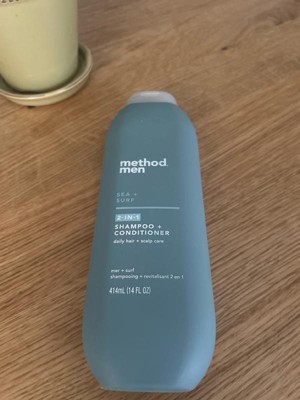 method.
men
SEA +
SURF
2-IN-1
SHAMPOO +
CONDITIONER
daily hair + scalp care
mer + surf
shampooing + revitalisant 2 en 1
414mL (14 FL OZ)